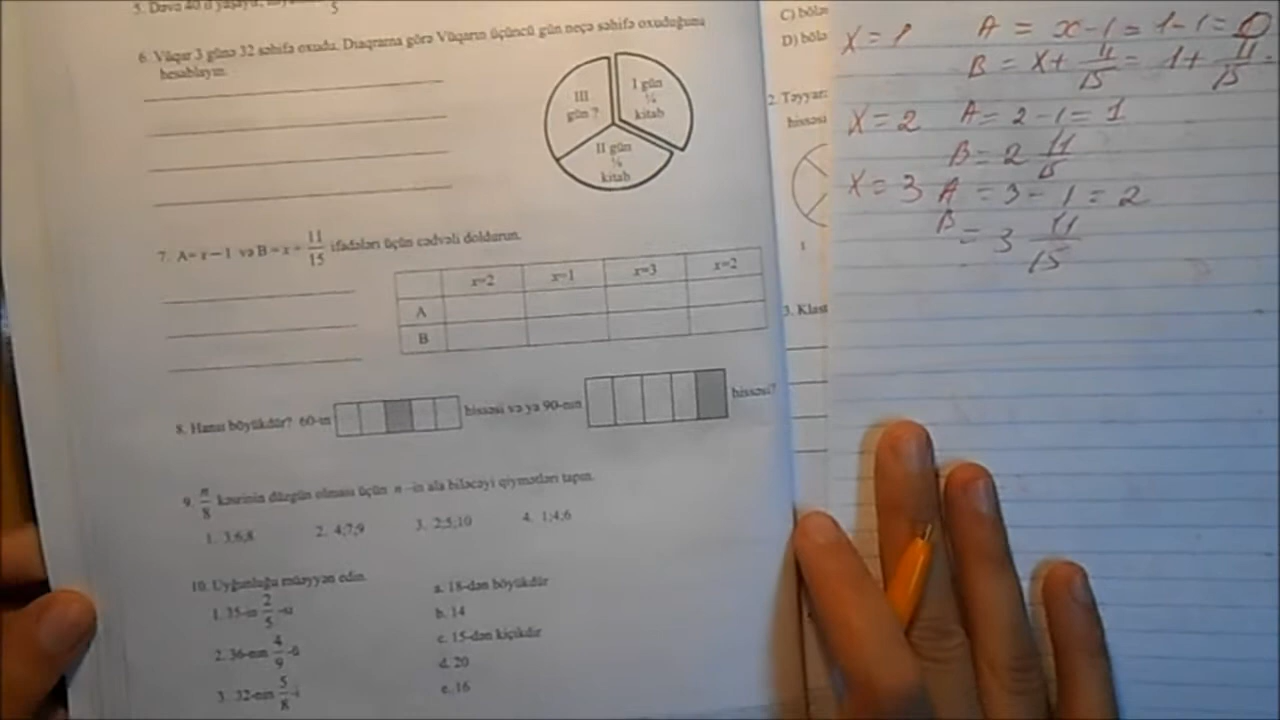 5. Dəvə 40 il
5
6. Vüqar 3 günə 32 səhifə oxudu. Diaqrama görə Vüqarın üçüncü gün neçə səhifə oxuduğunu
hesablayın.
III
gün ?
I gün
kitab
II gün
kitab
7. A=x−1 və B=x+ 11/15 ifadələri üçün cədvəli doldurun.
x=2 x=1 x=3 x=2
A
B
8. Hansı böyükdür? 60-ın hissəsi və ya 90-nın hissəsi?
9. n/8 kəsrinin düzgün olması üçün n –in ala biləcəyi qiymətləri tapın.
1. 3;6;8 2. 4;7;9 3. 2;5;10 4. 1;4;6
10. Uyğunluğu müəyyən edin.
1. 35-in 2/5 -si
2. 36-nın 4/9 -ü
3. 32-nin 5/8 -i
a. 18-dən böyükdür
b. 14
c. 15-dən kiçikdir
d. 20
e. 16
C) bölən
D) bölə
2. Təyyarə
hissəsi
1
3. Klast
X = 1 A = x - 1 = 1 - 1 = 0
B = x + 11/15 = 1 + 11/15
X = 2 A = 2 - 1 = 1
B = 2 11/15
X = 3 A = 3 - 1 = 2
B = 3 11/15